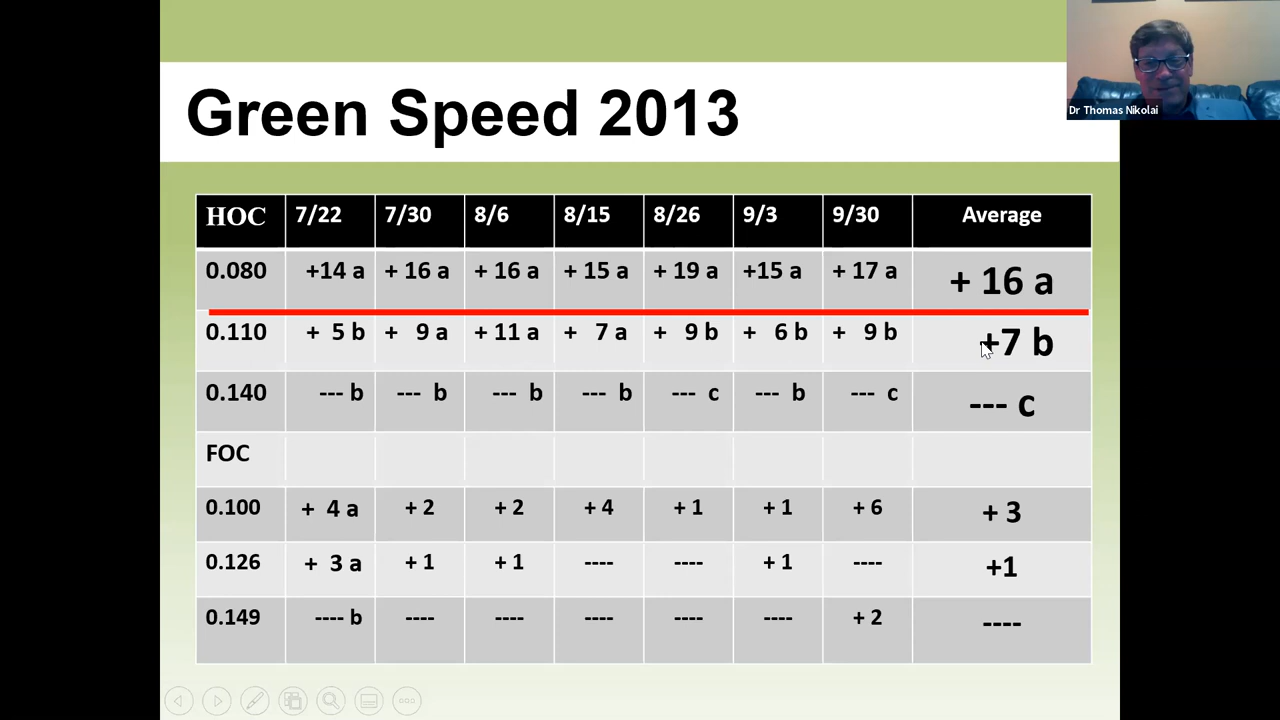 Dr Thomas Nikolai
Green Speed 2013
HOC 7/22 7/30 8/6 8/15 8/26 9/3 9/30 Average
0.080 +14 a + 16 a + 16 a + 15 a + 19 a +15 a + 17 a + 16 a
0.110 + 5 b + 9 a + 11 a + 7 a + 9 b + 6 b + 9 b +7 b
0.140 --- b --- b --- b --- b --- c --- b --- c --- c
FOC
0.100 + 4 a + 2 + 2 + 4 + 1 + 1 + 6 + 3
0.126 + 3 a + 1 + 1 ---- ---- + 1 ---- +1
0.149 ---- b ---- ---- ---- ---- ---- + 2 ----